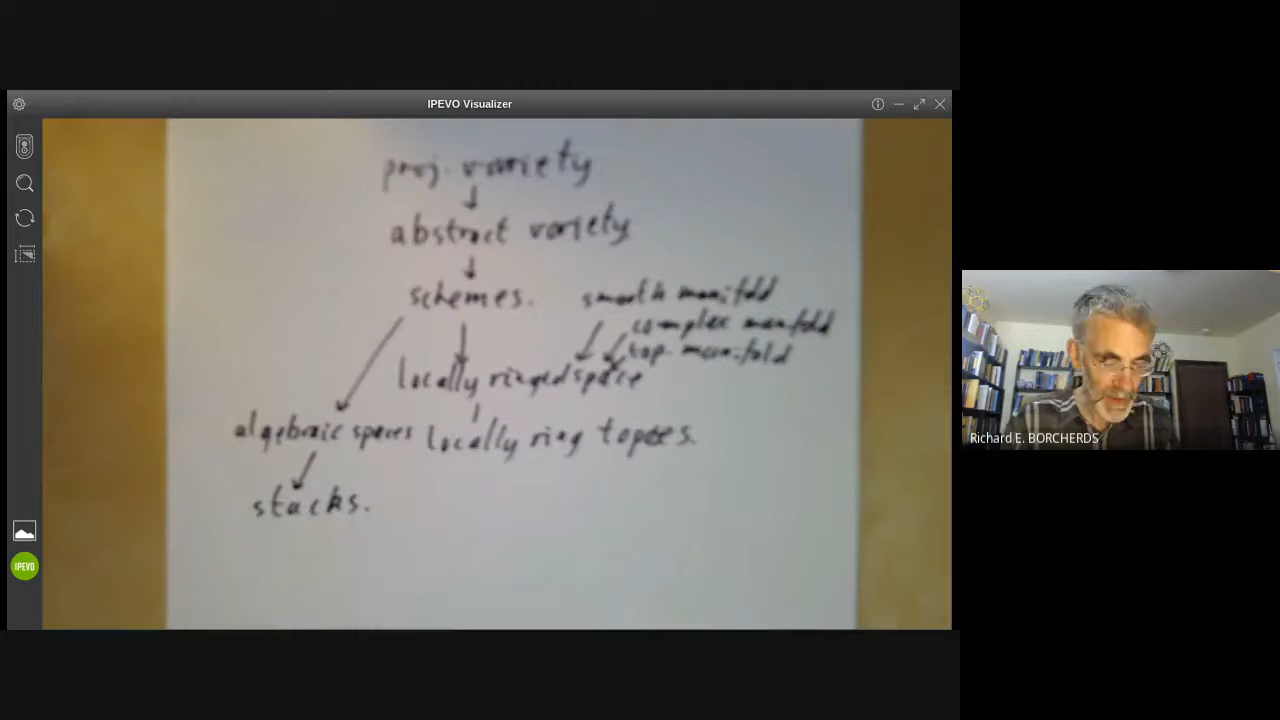 IPEVO Visualizer
proj. variety
abstract variety
schemes.
smooth manifold
complex manifold
top. manifold
locally ringed space
algebraic spaces
locally ring topoes.
stacks.
IPEVO
Richard E. BORCHERDS